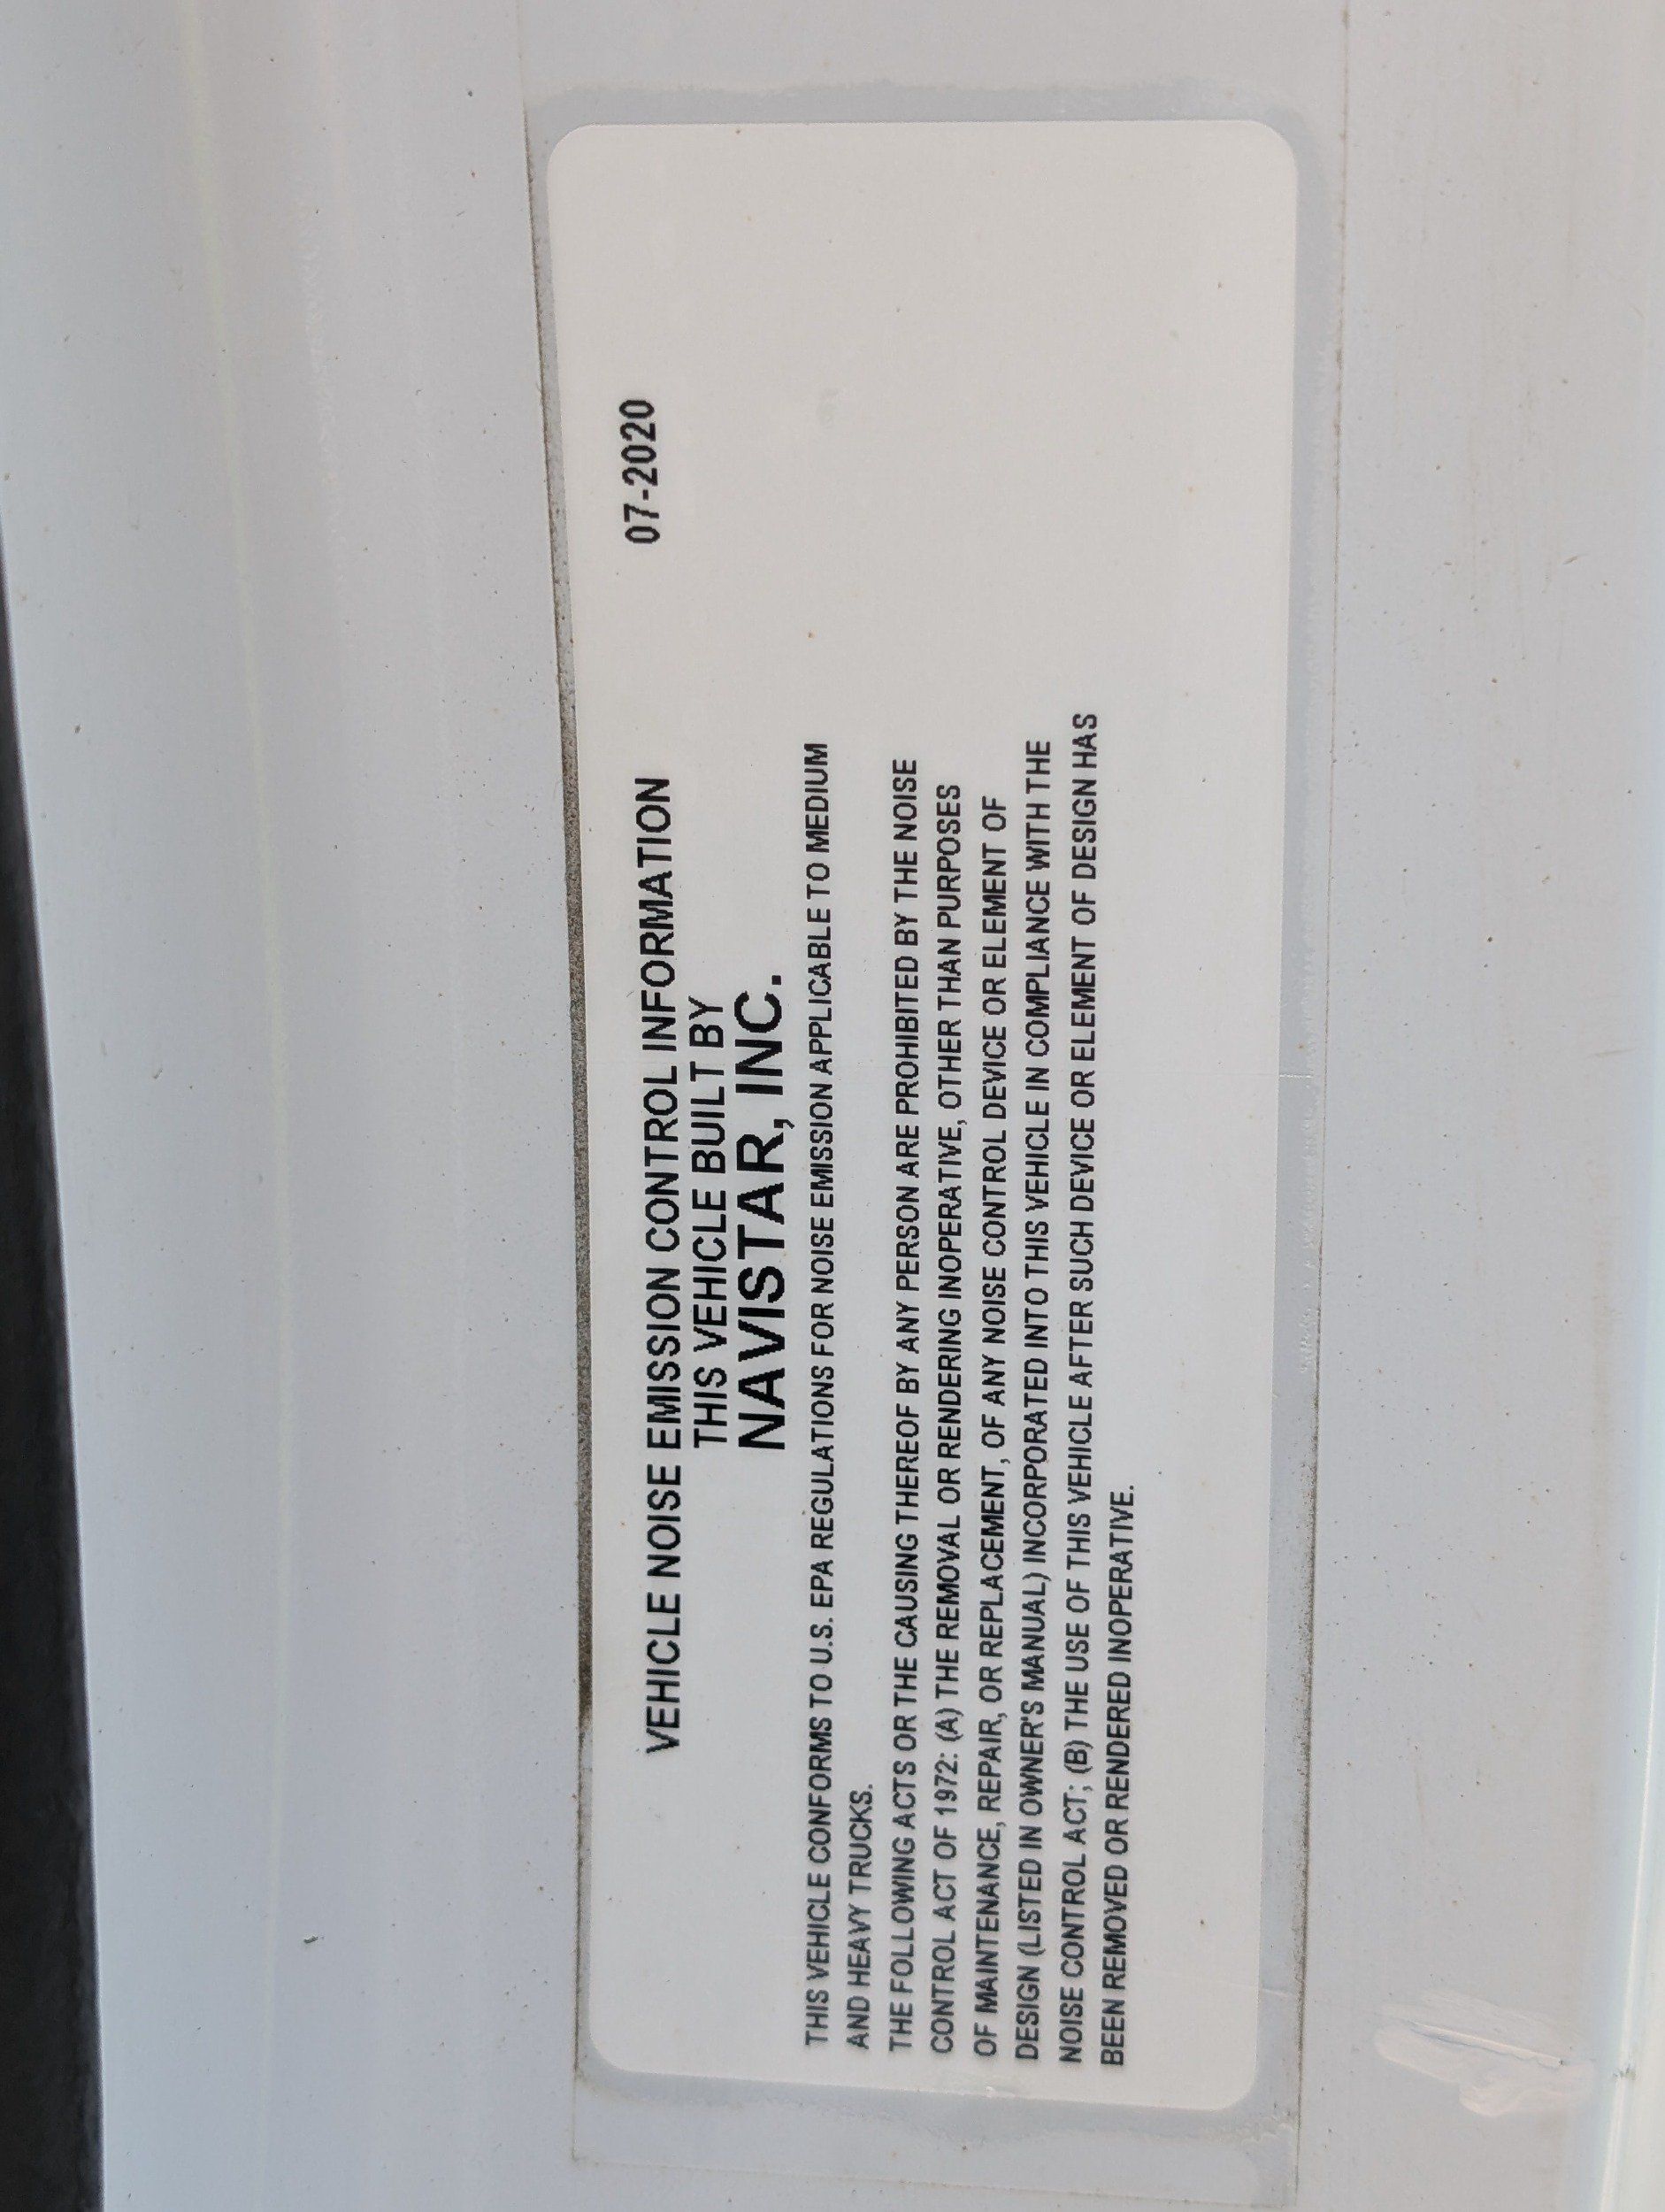 VEHICLE NOISE EMISSION CONTROL INFORMATION 07-2020
THIS VEHICLE BUILT BY
NAVISTAR, INC.
THIS VEHICLE CONFORMS TO U.S. EPA REGULATIONS FOR NOISE EMISSION APPLICABLE TO MEDIUM
AND HEAVY TRUCKS.
THE FOLLOWING ACTS OR THE CAUSING THEREOF BY ANY PERSON ARE PROHIBITED BY THE NOISE
CONTROL ACT OF 1972: (A) THE REMOVAL OR RENDERING INOPERATIVE, OTHER THAN PURPOSES
OF MAINTENANCE, REPAIR, OR REPLACEMENT, OF ANY NOISE CONTROL DEVICE OR ELEMENT OF
DESIGN (LISTED IN OWNER'S MANUAL) INCORPORATED INTO THIS VEHICLE IN COMPLIANCE WITH THE
NOISE CONTROL ACT; (B) THE USE OF THIS VEHICLE AFTER SUCH DEVICE OR ELEMENT OF DESIGN HAS
BEEN REMOVED OR RENDERED INOPERATIVE.